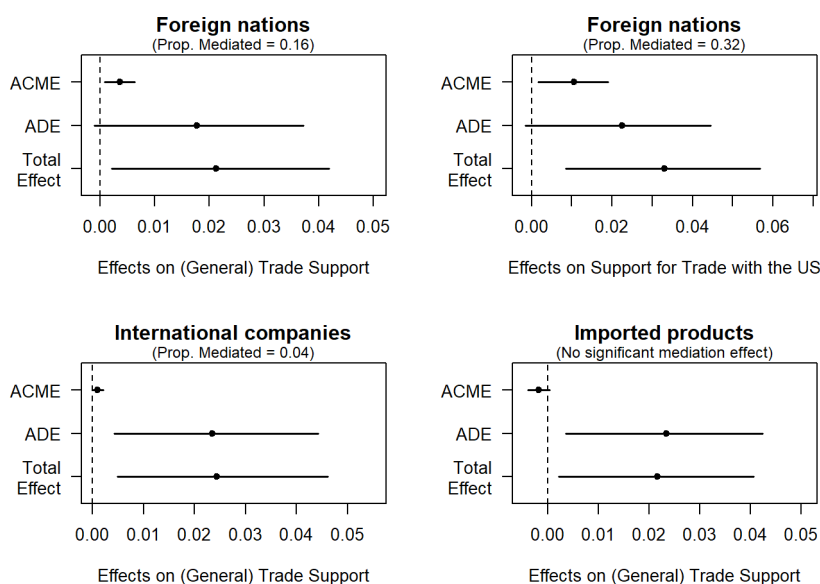 Foreign nations
(Prop. Mediated = 0.16)
ACME
ADE
Total
Effect
0.00 0.01 0.02 0.03 0.04 0.05
Effects on (General) Trade Support
Foreign nations
(Prop. Mediated = 0.32)
ACME
ADE
Total
Effect
0.00 0.02 0.04 0.06
Effects on Support for Trade with the US
International companies
(Prop. Mediated = 0.04)
ACME
ADE
Total
Effect
0.00 0.01 0.02 0.03 0.04 0.05
Effects on (General) Trade Support
Imported products
(No significant mediation effect)
ACME
ADE
Total
Effect
0.00 0.01 0.02 0.03 0.04 0.05
Effects on (General) Trade Support